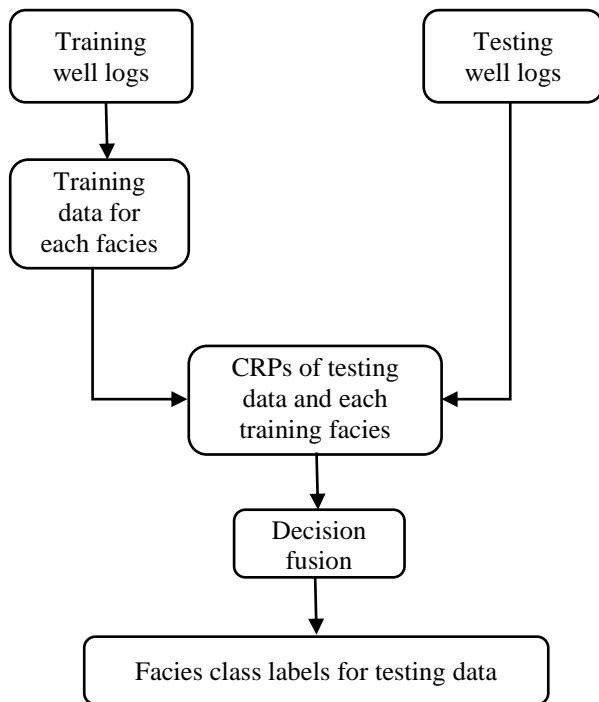 Training
well logs
Testing
well logs
Training
data for
each facies
CRPs of testing
data and each
training facies
Decision
fusion
Facies class labels for testing data